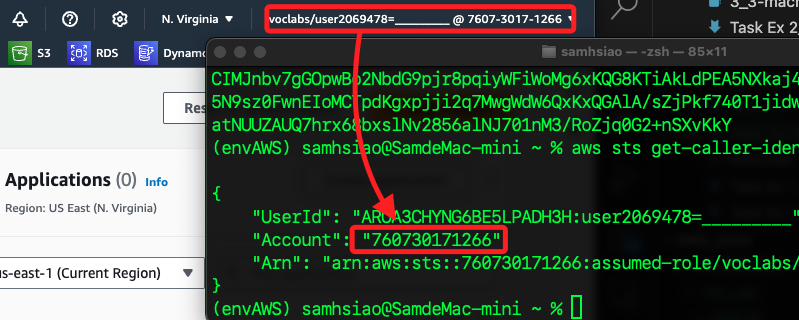 N. Virginia
voclabs/user2069478=_________ @ 7607-3017-1266
S3
RDS
Dynamo
3_3-mach
Task Ex 2,
samhsiao — -zsh — 85×11
Res
CIMJnbv7gGOpwBo2NbdG9pjr8pqiyWFiWoMg6xKQG8KTiAkLdPEA5NXkaj4
5N9sz0FwnEIoMCTpdKgxpjji2q7MwgWdW6QxKxQGAlA/sZjPkf740T1jidw
atNUUZAUQ7hrx68bxslNv2856alNJ701nM3/RoZjq0G2+nSXvKkY
(envAWS) samhsiao@SamdeMac-mini ~ % aws sts get-caller-iden
Applications (0) Info
Region: US East (N. Virginia)
{
"UserId": "AROA3CHYNG6BE5LPADH3H:user2069478=_________"
"Account": "760730171266"
us-east-1 (Current Region)
"Arn": "arn:aws:sts::760730171266:assumed-role/voclabs/
}
(envAWS) samhsiao@SamdeMac-mini ~ %